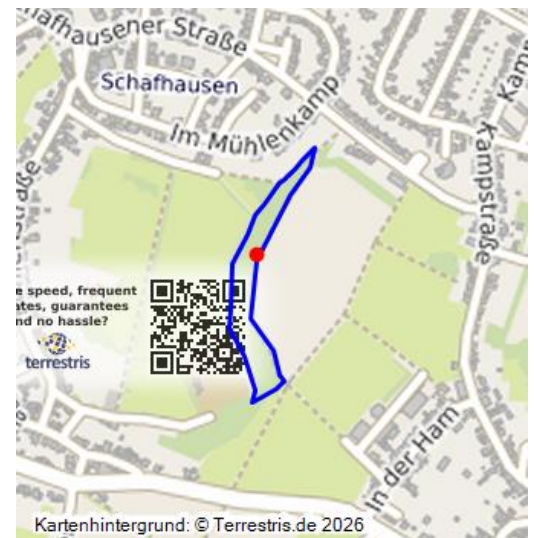 Schafhausener Straße
Schafhausen
Im Mühlenkamp
Kampstraße
e speed, frequent
ates, guarantees
nd no hassle?
terrestris
In der Ham
Kartenhintergrund: © Terrestris.de 2026